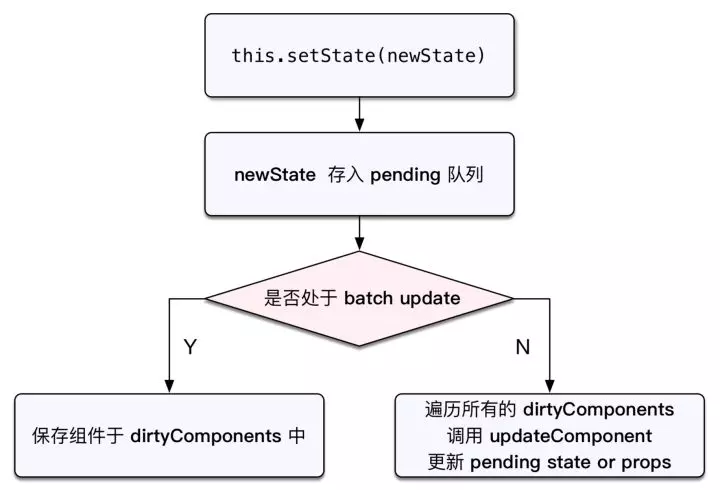 this.setState(newState)
newState 存入 pending 队列
是否处于 batch update
Y
N
保存组件于 dirtyComponents 中
遍历所有的 dirtyComponents
调用 updateComponent
更新 pending state or props